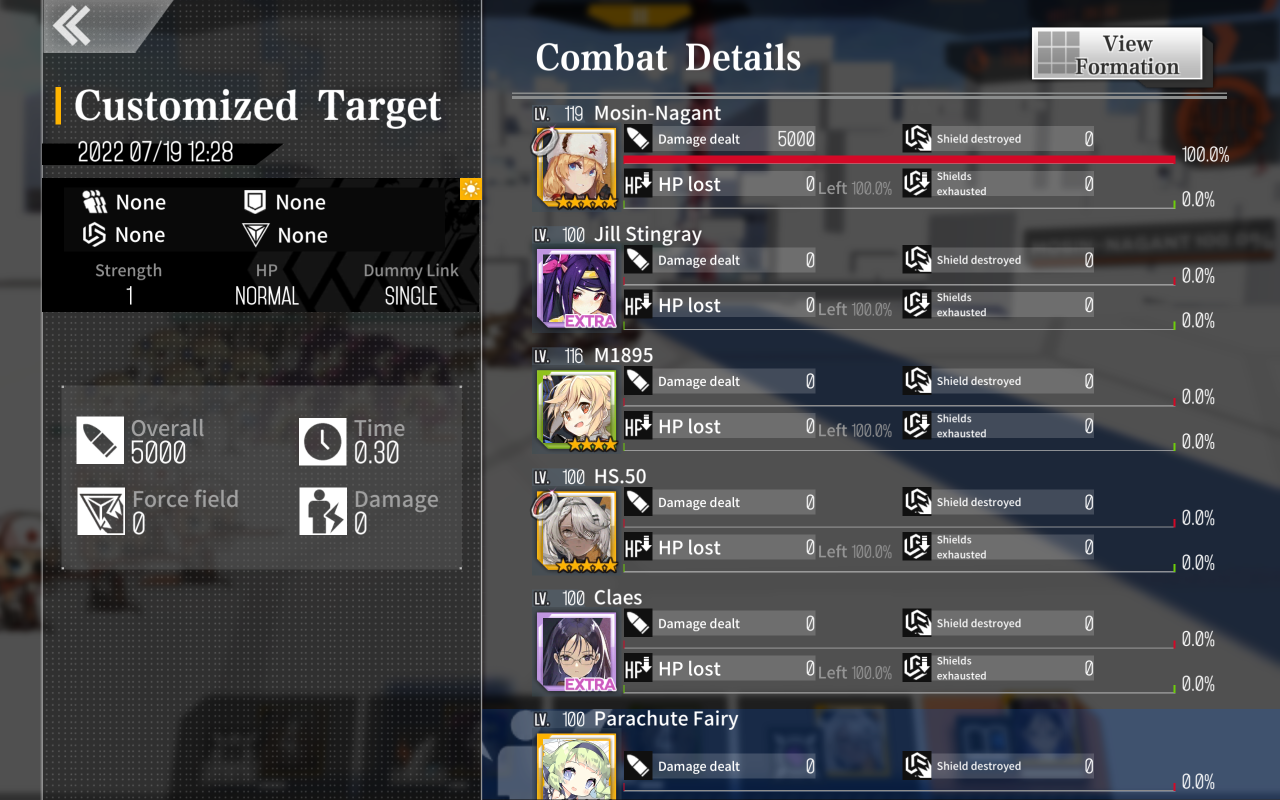 Customized Target
2022 07/19 12:28
None
None
None
None
Strength
HP
Dummy Link
1
NORMAL
SINGLE
Overall
5000
Time
0.30
Force field
0
Damage
0
Combat Details
View
Formation
LV. 119 Mosin-Nagant
Damage dealt 5000
Shield destroyed 0
100.0%
HP lost 0 Left 100.0%
Shields
exhausted 0
0.0%
LV. 100 Jill Stingray
EXTRA
Damage dealt 0
Shield destroyed 0
0.0%
HP lost 0 Left 100.0%
Shields
exhausted 0
0.0%
LV. 116 M1895
Damage dealt 0
Shield destroyed 0
0.0%
HP lost 0 Left 100.0%
Shields
exhausted 0
0.0%
LV. 100 HS.50
Damage dealt 0
Shield destroyed 0
0.0%
HP lost 0 Left 100.0%
Shields
exhausted 0
0.0%
LV. 100 Claes
EXTRA
Damage dealt 0
Shield destroyed 0
0.0%
HP lost 0 Left 100.0%
Shields
exhausted 0
0.0%
LV. 100 Parachute Fairy
Damage dealt 0
Shield destroyed 0
0.0%